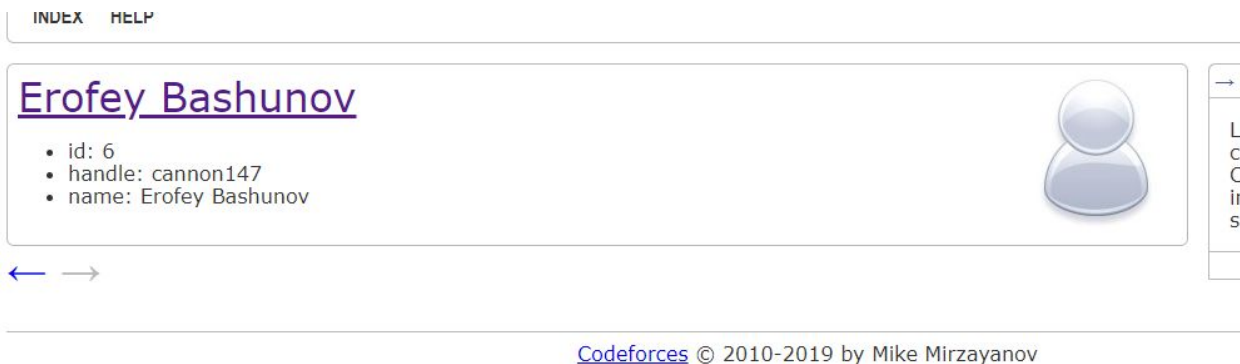 INDEX HELP
Erofey Bashunov
• id: 6
• handle: cannon147
• name: Erofey Bashunov
← →
→
Codeforces © 2010-2019 by Mike Mirzayanov